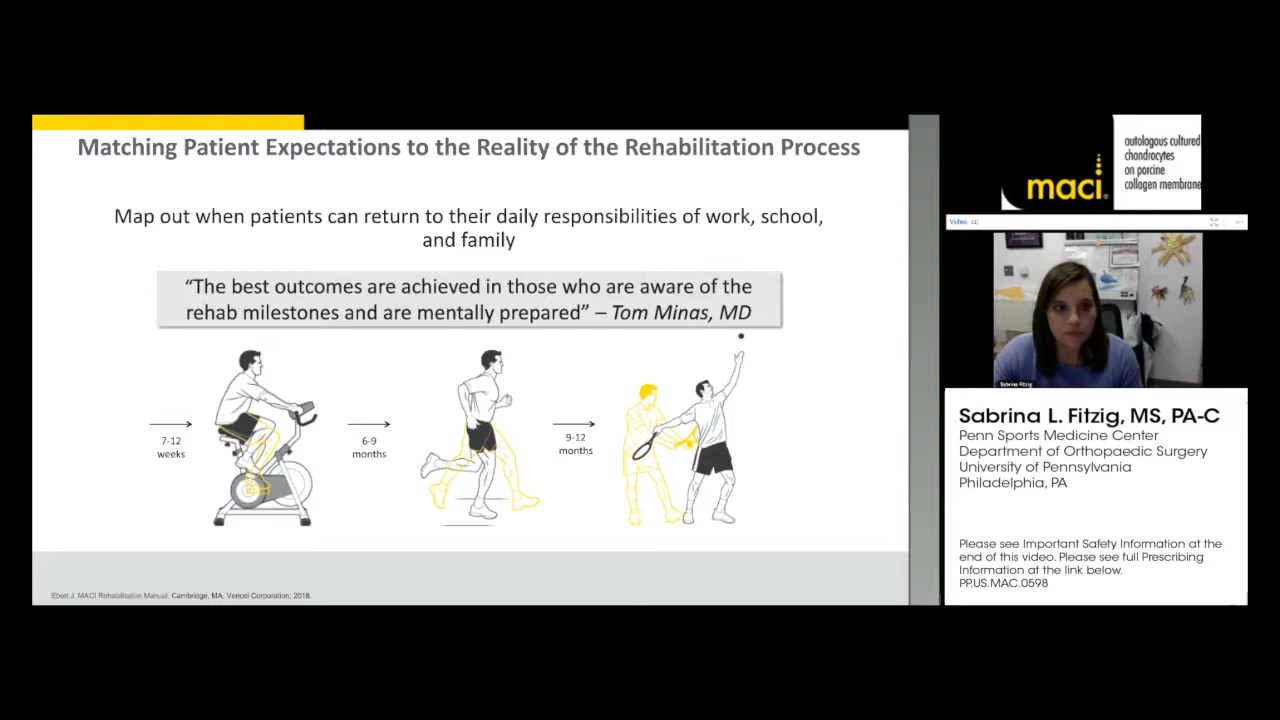 Matching Patient Expectations to the Reality of the Rehabilitation Process
Map out when patients can return to their daily responsibilities of work, school,
and family
“The best outcomes are achieved in those who are aware of the
rehab milestones and are mentally prepared” – Tom Minas, MD
7-12
weeks
6-9
months
9-12
months
Ebert J. MACI Rehabilitation Manual. Cambridge, MA: Vericel Corporation; 2018.
maci®
autologous cultured
chondrocytes
on porcine
collagen membrane
Video
Sabrina Fitzig
Sabrina L. Fitzig, MS, PA-C
Penn Sports Medicine Center
Department of Orthopaedic Surgery
University of Pennsylvania
Philadelphia, PA
Please see Important Safety Information at the
end of this video. Please see full Prescribing
Information at the link below.
PP.US.MAC.0598